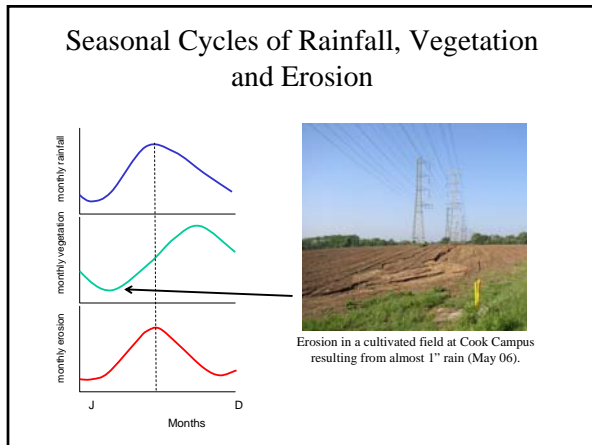 Seasonal Cycles of Rainfall, Vegetation
and Erosion
monthly rainfall
monthly vegetation
monthly erosion
J
D
Months
Erosion in a cultivated field at Cook Campus
resulting from almost 1” rain (May 06).